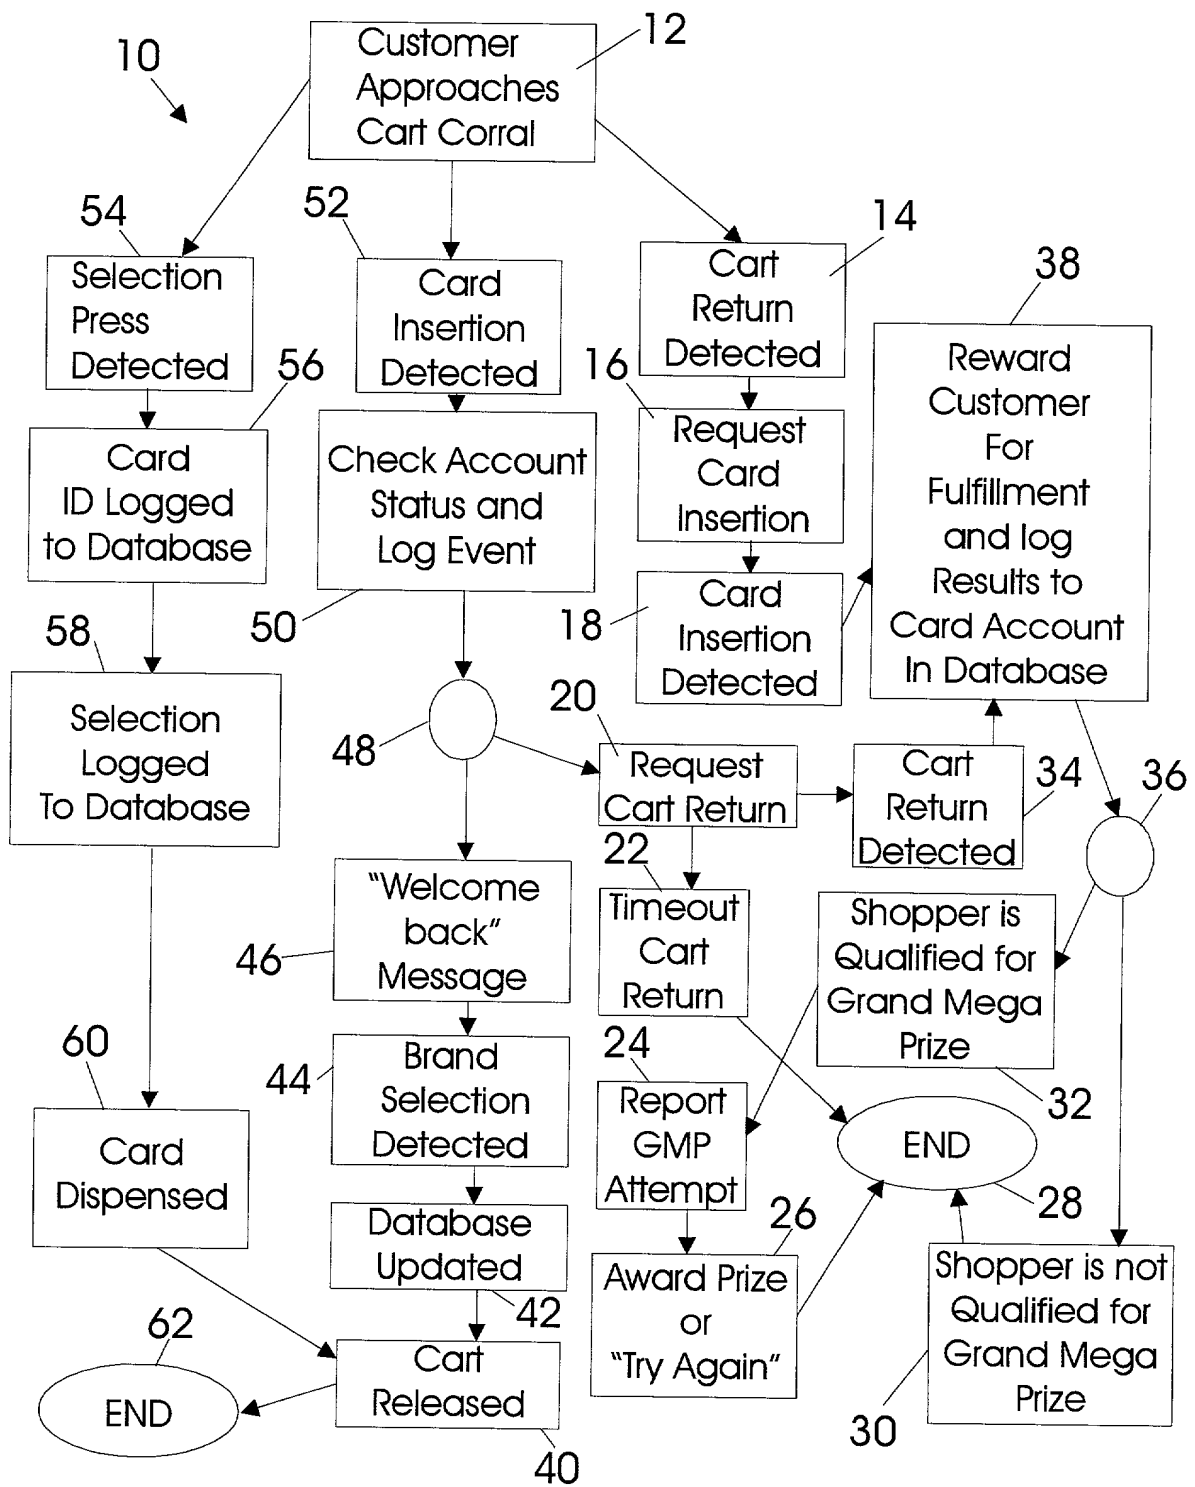 10
12
Customer
Approaches
Cart Corral
54
Selection
Press
Detected
52
Card
Insertion
Detected
14
Cart
Return
Detected
38
Reward
Customer
For
Fulfillment
and log
Results to
Card Account
In Database
56
Card
ID Logged
to Database
Check Account
Status and
Log Event
50
16
Request
Card
Insertion
18
Card
Insertion
Detected
58
Selection
Logged
To Database
48
20
Request
Cart Return
Cart
Return
Detected
34
36
"Welcome
back"
Message
46
22
Timeout
Cart
Return
Shopper is
Qualified for
Grand Mega
Prize
32
60
Card
Dispensed
44
Brand
Selection
Detected
24
Report
GMP
Attempt
END
28
Database
Updated
42
26
Award Prize
or
"Try Again"
Shopper is not
Qualified for
Grand Mega
Prize
30
62
END
Cart
Released
40